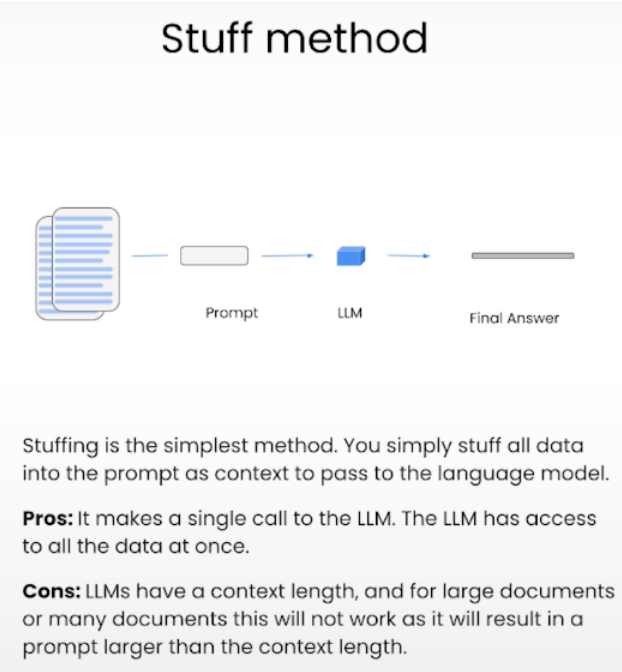 Stuff method
Prompt
LLM
Final Answer
Stuffing is the simplest method. You simply stuff all data
into the prompt as context to pass to the language model.
Pros: It makes a single call to the LLM. The LLM has access
to all the data at once.
Cons: LLMs have a context length, and for large documents
or many documents this will not work as it will result in a
prompt larger than the context length.